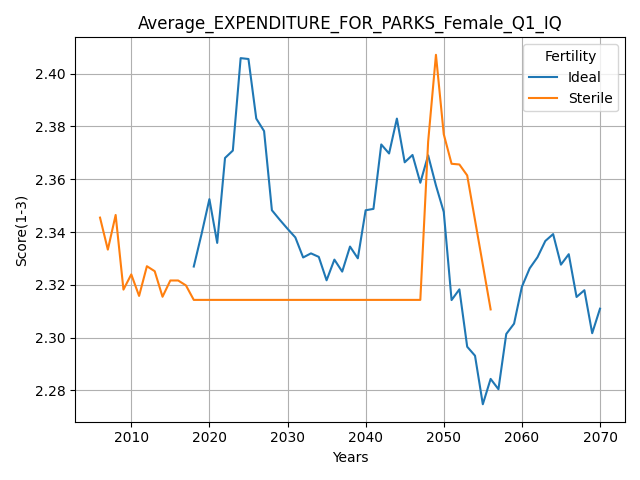 Average_EXPENDITURE_FOR_PARKS_Female_Q1_IQ
Fertility
Ideal
Sterile
2.40
2.38
2.36
2.34
2.32
2.30
2.28
Score(1-3)
2010
2020
2030
2040
2050
2060
2070
Years